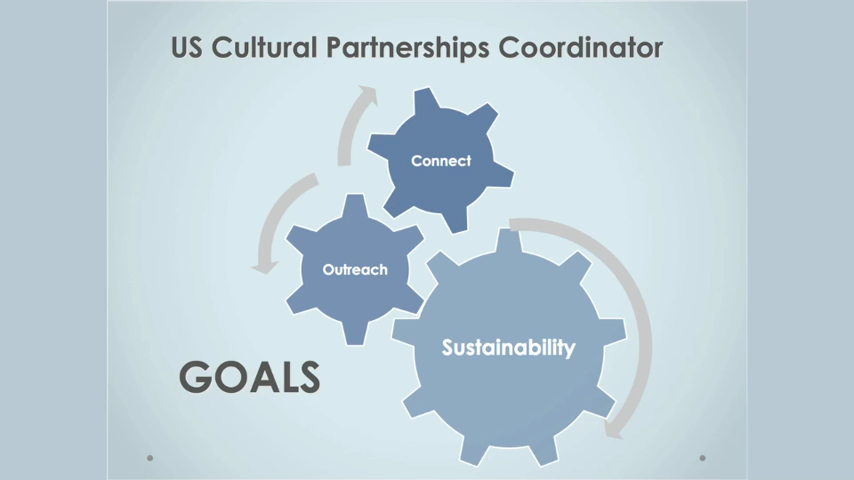 US Cultural Partnerships Coordinator
Connect
Outreach
Sustainability
GOALS